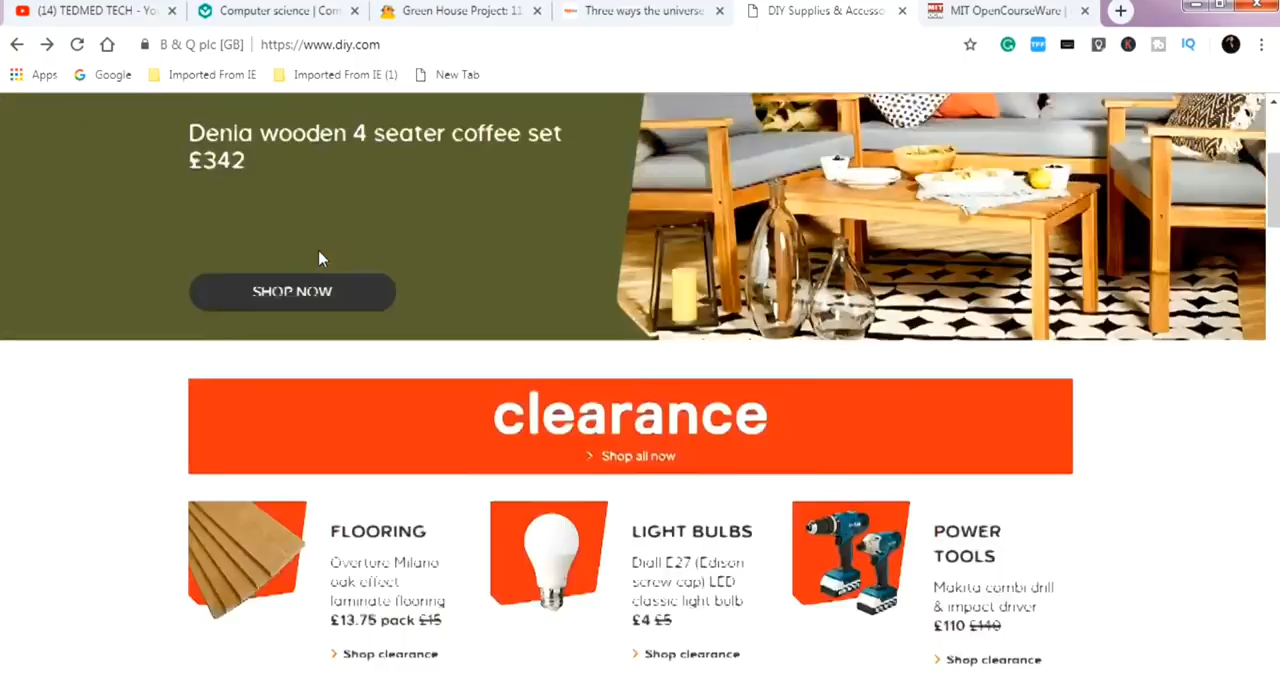 (14) TEDMED TECH - Yo
Computer science | Com
Green House Project: 11
Three ways the universe
DIY Supplies & Accesso
MIT OpenCourseWare |
B & Q plc [GB] https://www.diy.com
Apps Google Imported From IE Imported From IE (1) New Tab
Denia wooden 4 seater coffee set
£342
SHOP NOW
clearance
> Shop all now
FLOORING
Overture Milano
oak effect
laminate flooring
£13.75 pack £15
> Shop clearance
LIGHT BULBS
Diall E27 (Edison
screw cap) LED
classic light bulb
£4 £5
> Shop clearance
POWER
TOOLS
Makita combi drill
& impact driver
£110 £140
> Shop clearance